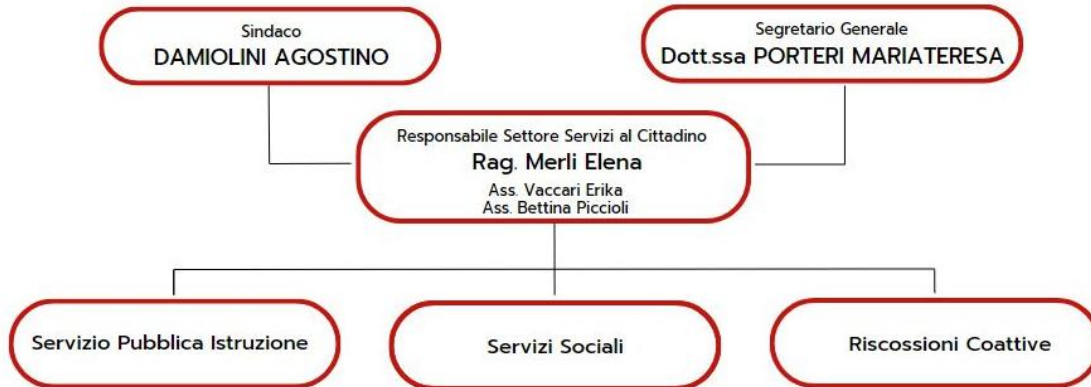 Sindaco
DAMIOLINI AGOSTINO
Segretario Generale
Dott.ssa PORTERI MARIATERESA
Responsabile Settore Servizi al Cittadino
Rag. Merli Elena
Ass. Vaccari Erika
Ass. Bettina Piccioli
Servizio Pubblica Istruzione
Servizi Sociali
Riscossioni Coattive